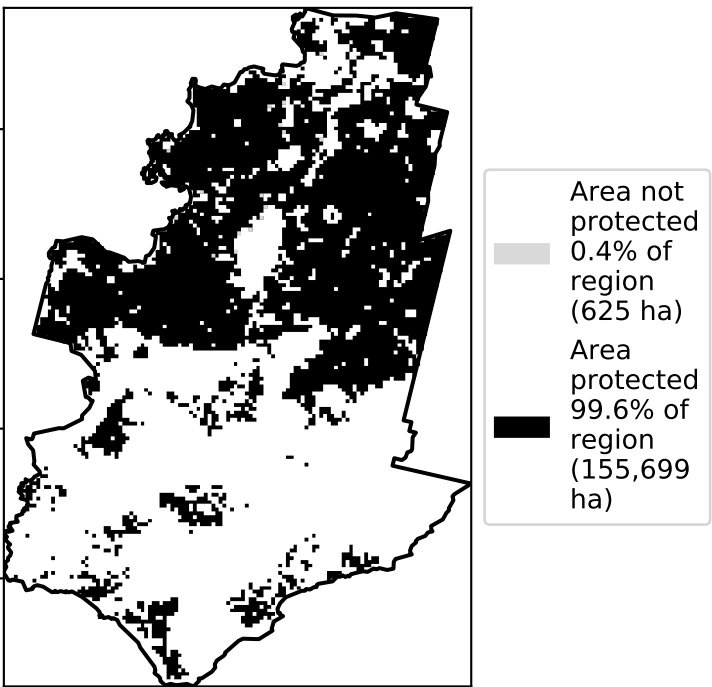 Area not
protected
0.4% of
region
(625 ha)
Area
protected
99.6% of
region
(155,699
ha)